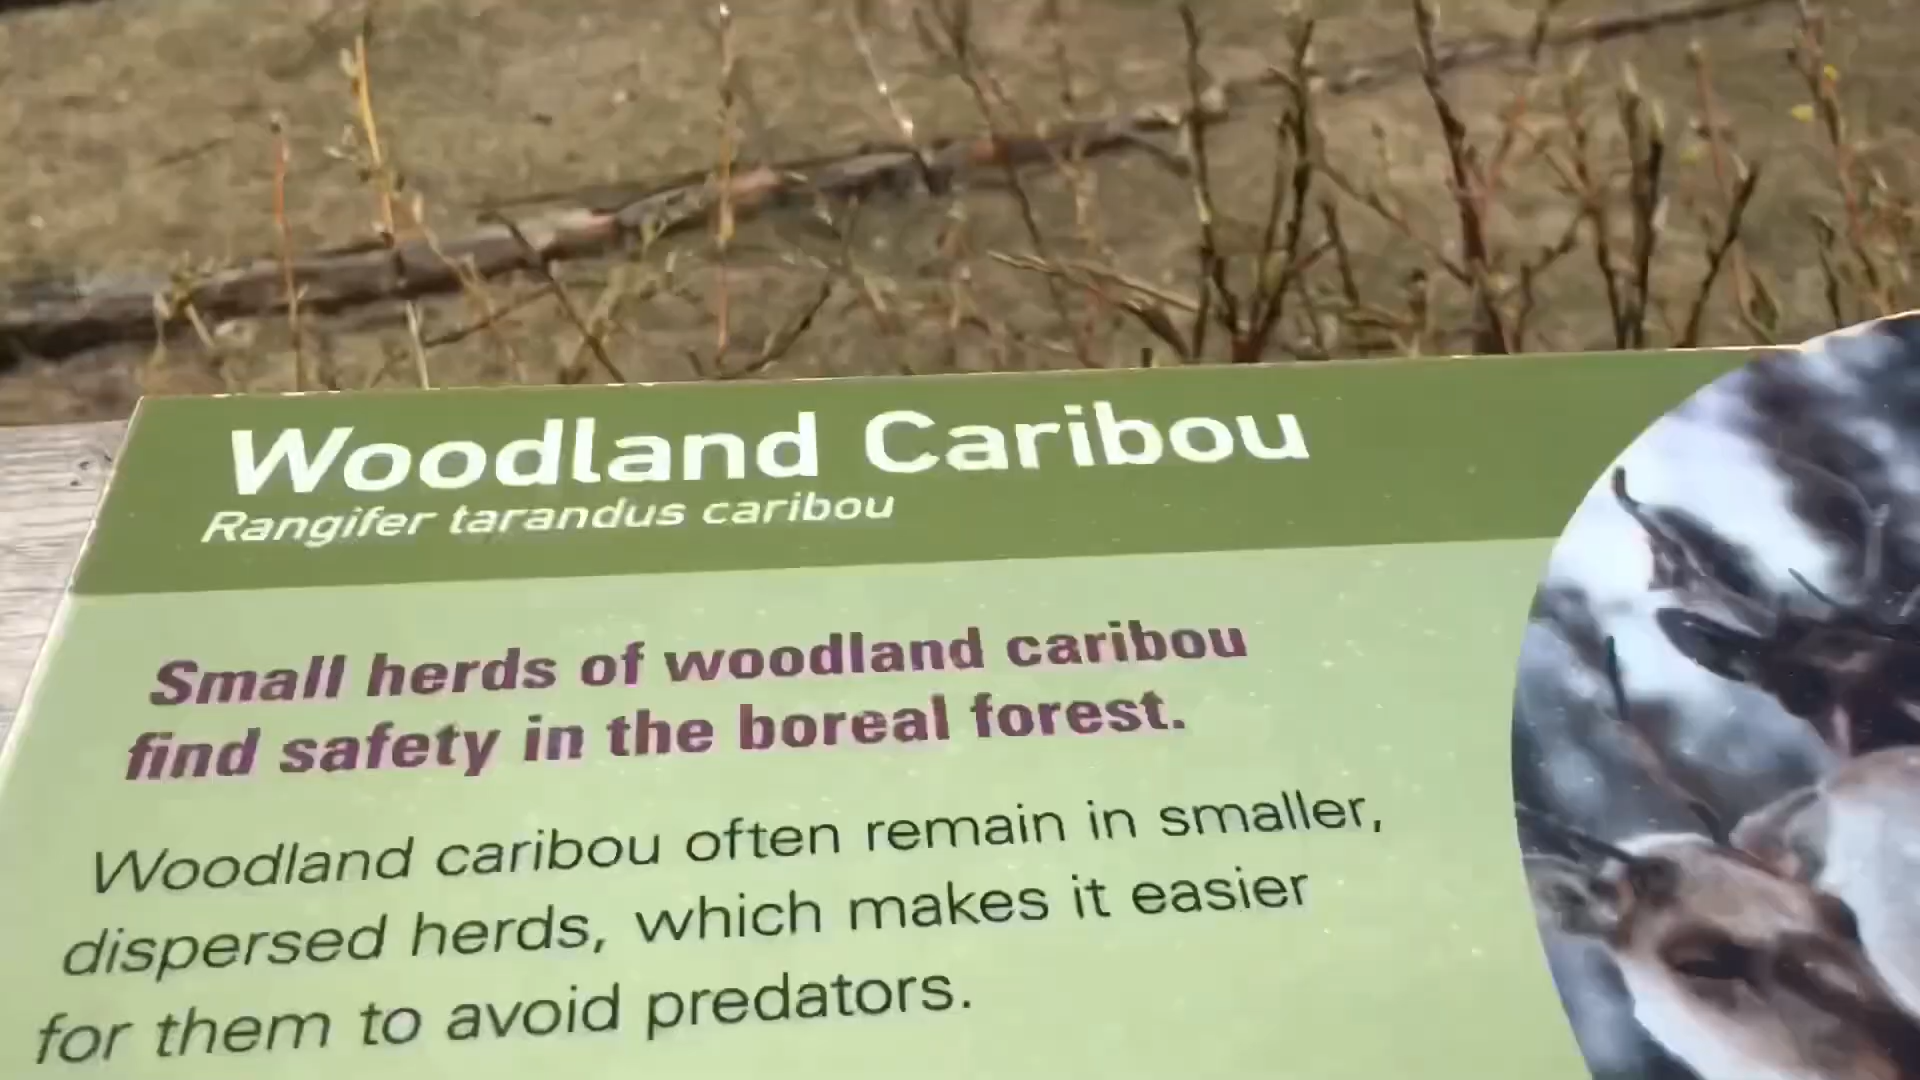 Woodland Caribou
Rangifer tarandus caribou
Small herds of woodland caribou
find safety in the boreal forest.
Woodland caribou often remain in smaller,
dispersed herds, which makes it easier
for them to avoid predators.